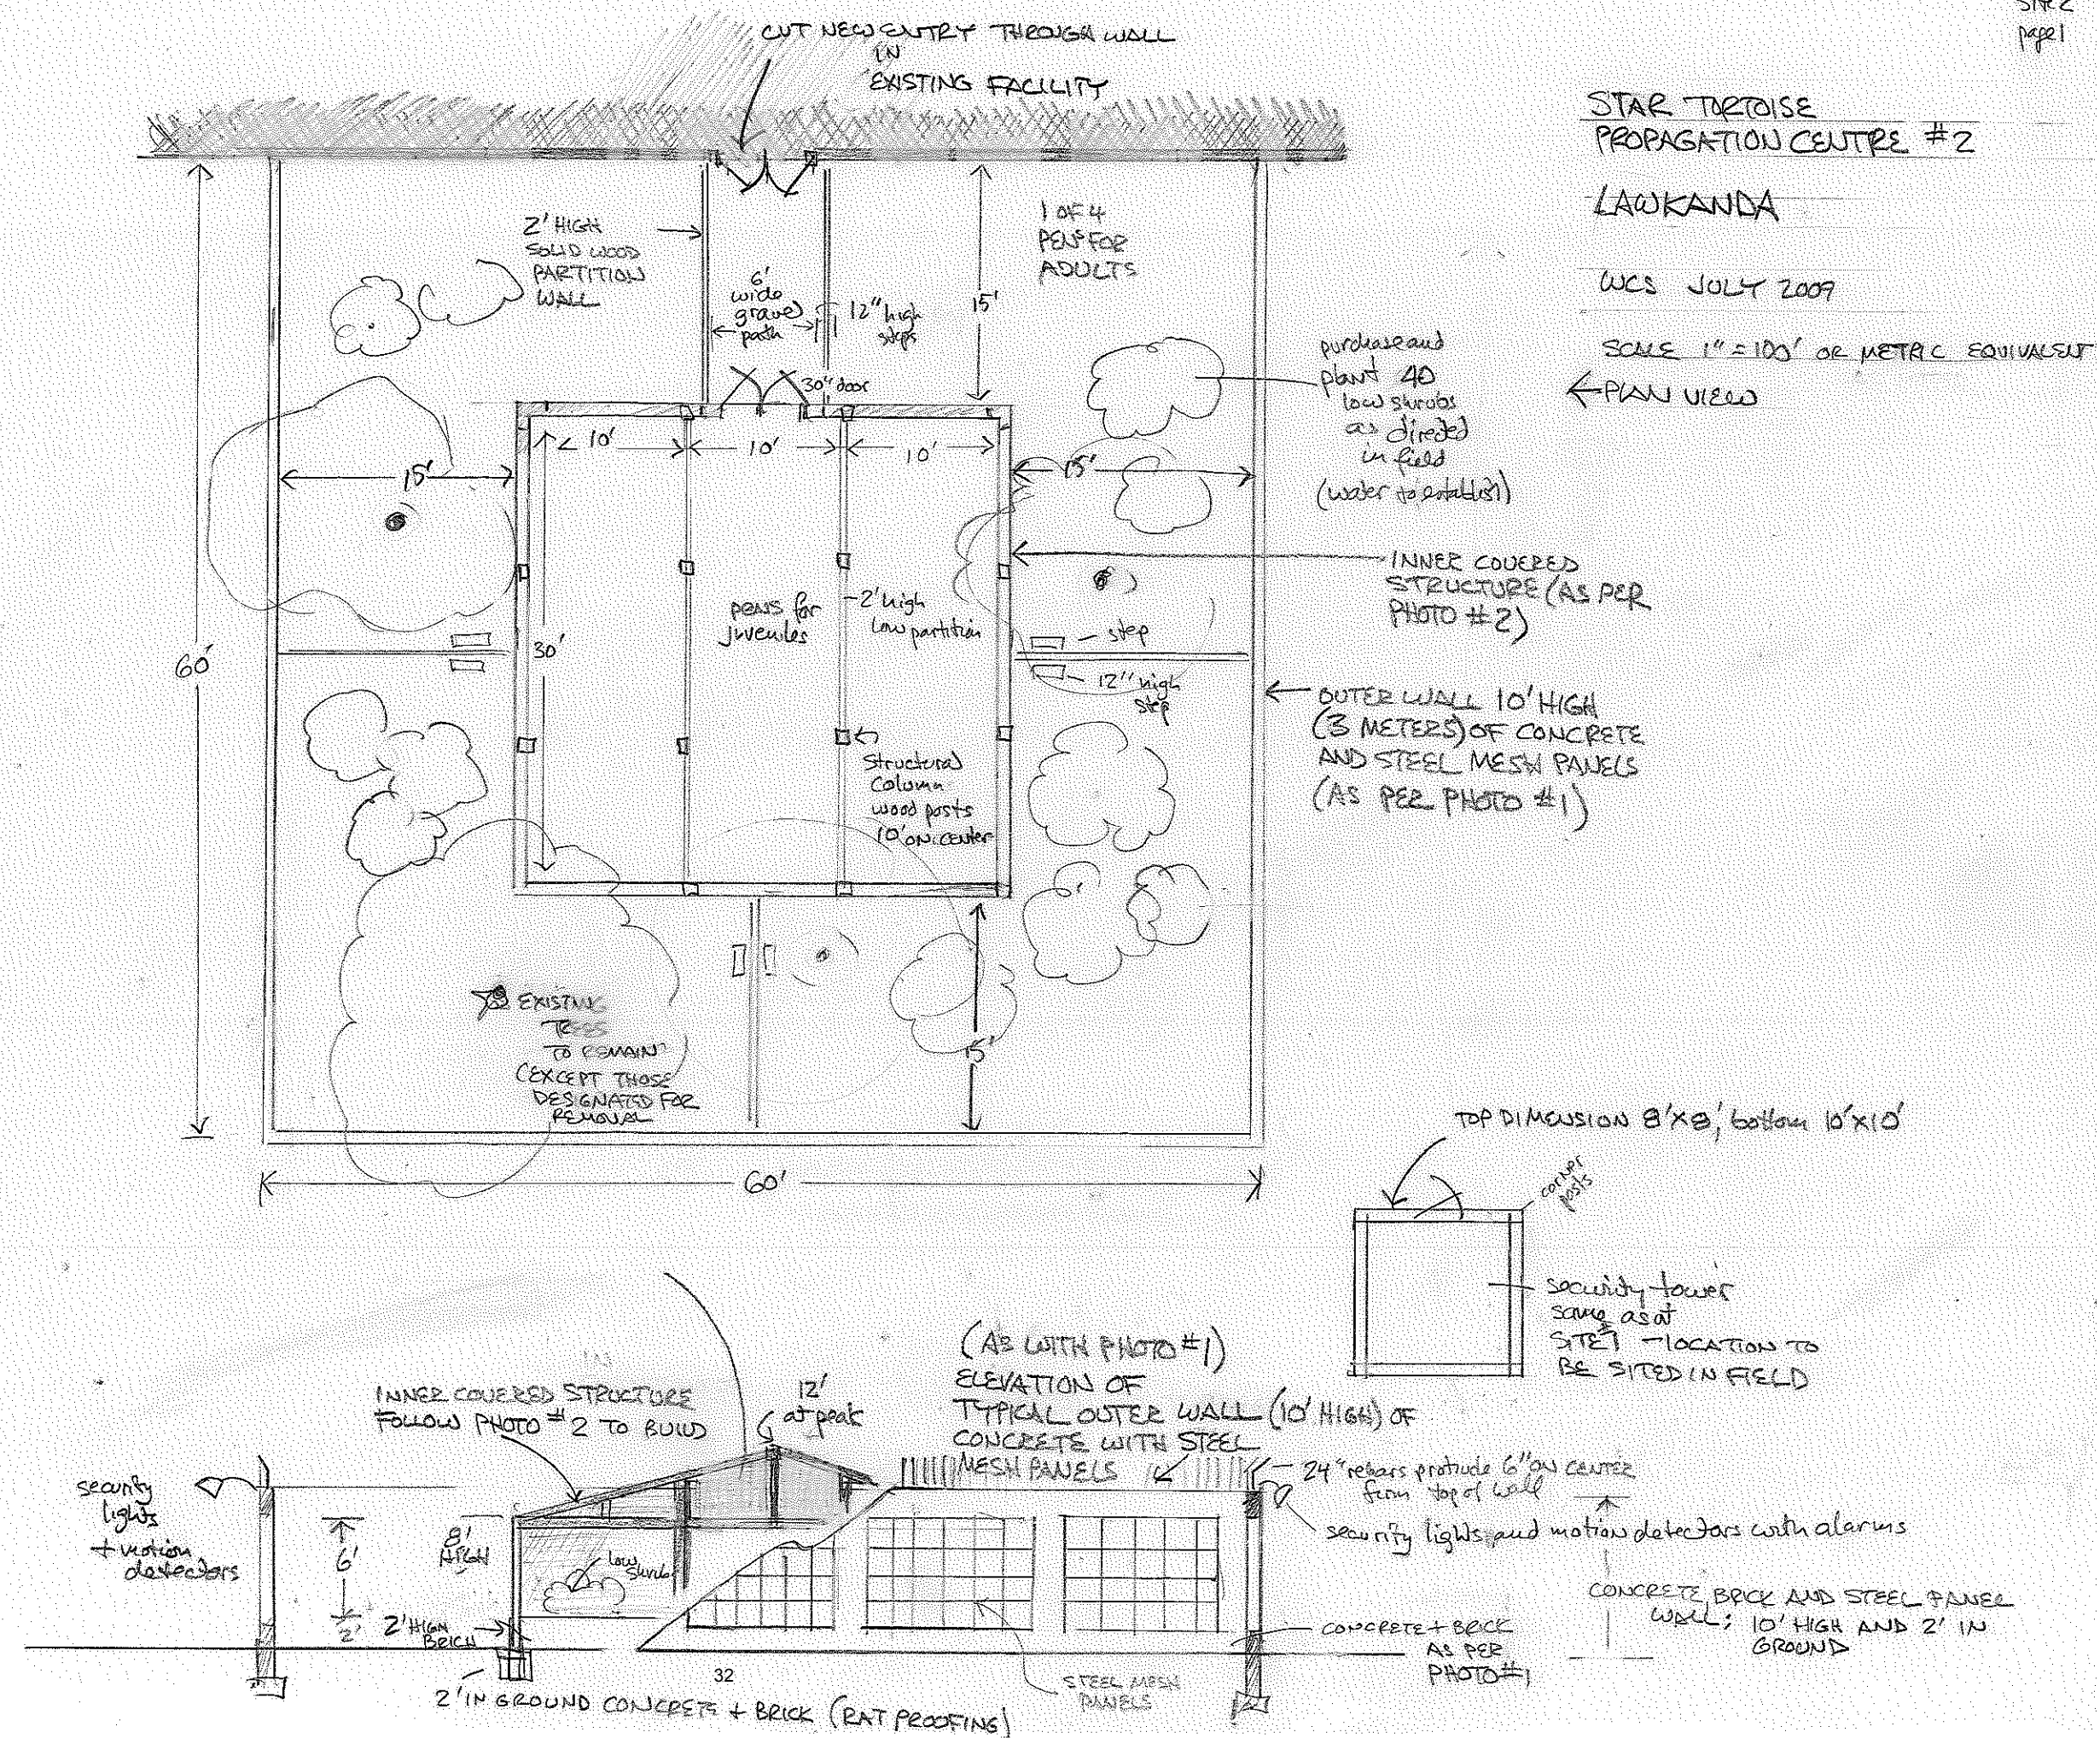 SITE 2
page 1
CUT NEW ENTRY THROUGH WALL
IN
EXISTING FACILITY
STAR TORTOISE
PROPAGATION CENTRE #2
LAWKANDA
WCS JULY 2009
SCALE 1"=100' OR METRIC EQUIVALENT
←PLAN VIEW
2' HIGH
SOLID WOOD
PARTITION
WALL
6'
wide
gravel
path
12" high
steps
1 OF 4
PENS FOR
ADULTS
15'
30" door
purchase and
plant 40
low shrubs
as directed
in field
(water to establish)
10'
10'
10'
15'
15'
INNER COVERED
STRUCTURE (AS PER
PHOTO #2)
pens for
juveniles
2' high
low partition
step
12" high
step
60'
30'
OUTER WALL 10' HIGH
(3 METERS) OF CONCRETE
AND STEEL MESH PANELS
(AS PER PHOTO #1)
Structural
Column
wood posts
10' ON CENTER
EXISTING
TREES
TO REMAIN
(EXCEPT THOSE
DESIGNATED FOR
REMOVAL
15'
60'
TOP DIMENSION 8'X8', bottom 10'X10'
corner
posts
security tower
same as at
SITE #1 - LOCATION TO
BE SITED IN FIELD
IN
INNER COVERED STRUCTURE
FOLLOW PHOTO #2 TO BUILD
12'
at peak
(AS WITH PHOTO #1)
ELEVATION OF
TYPICAL OUTER WALL (10' HIGH) OF
CONCRETE WITH STEEL
MESH PANELS
24" rebars protrude 6" ON CENTER
from top of wall
security lights and motion detectors with alarms
security
lights
+ motion
detectors
6'
2'
8'
HIGH
low
shrub
2' HIGH
BRICK
CONCRETE, BRICK AND STEEL PANEL
WALL; 10' HIGH AND 2' IN
GROUND
CONCRETE + BRICK
AS PER
PHOTO #1
STEEL MESH
PANELS
32
2' IN GROUND CONCRETE + BRICK (RAT PROOFING)